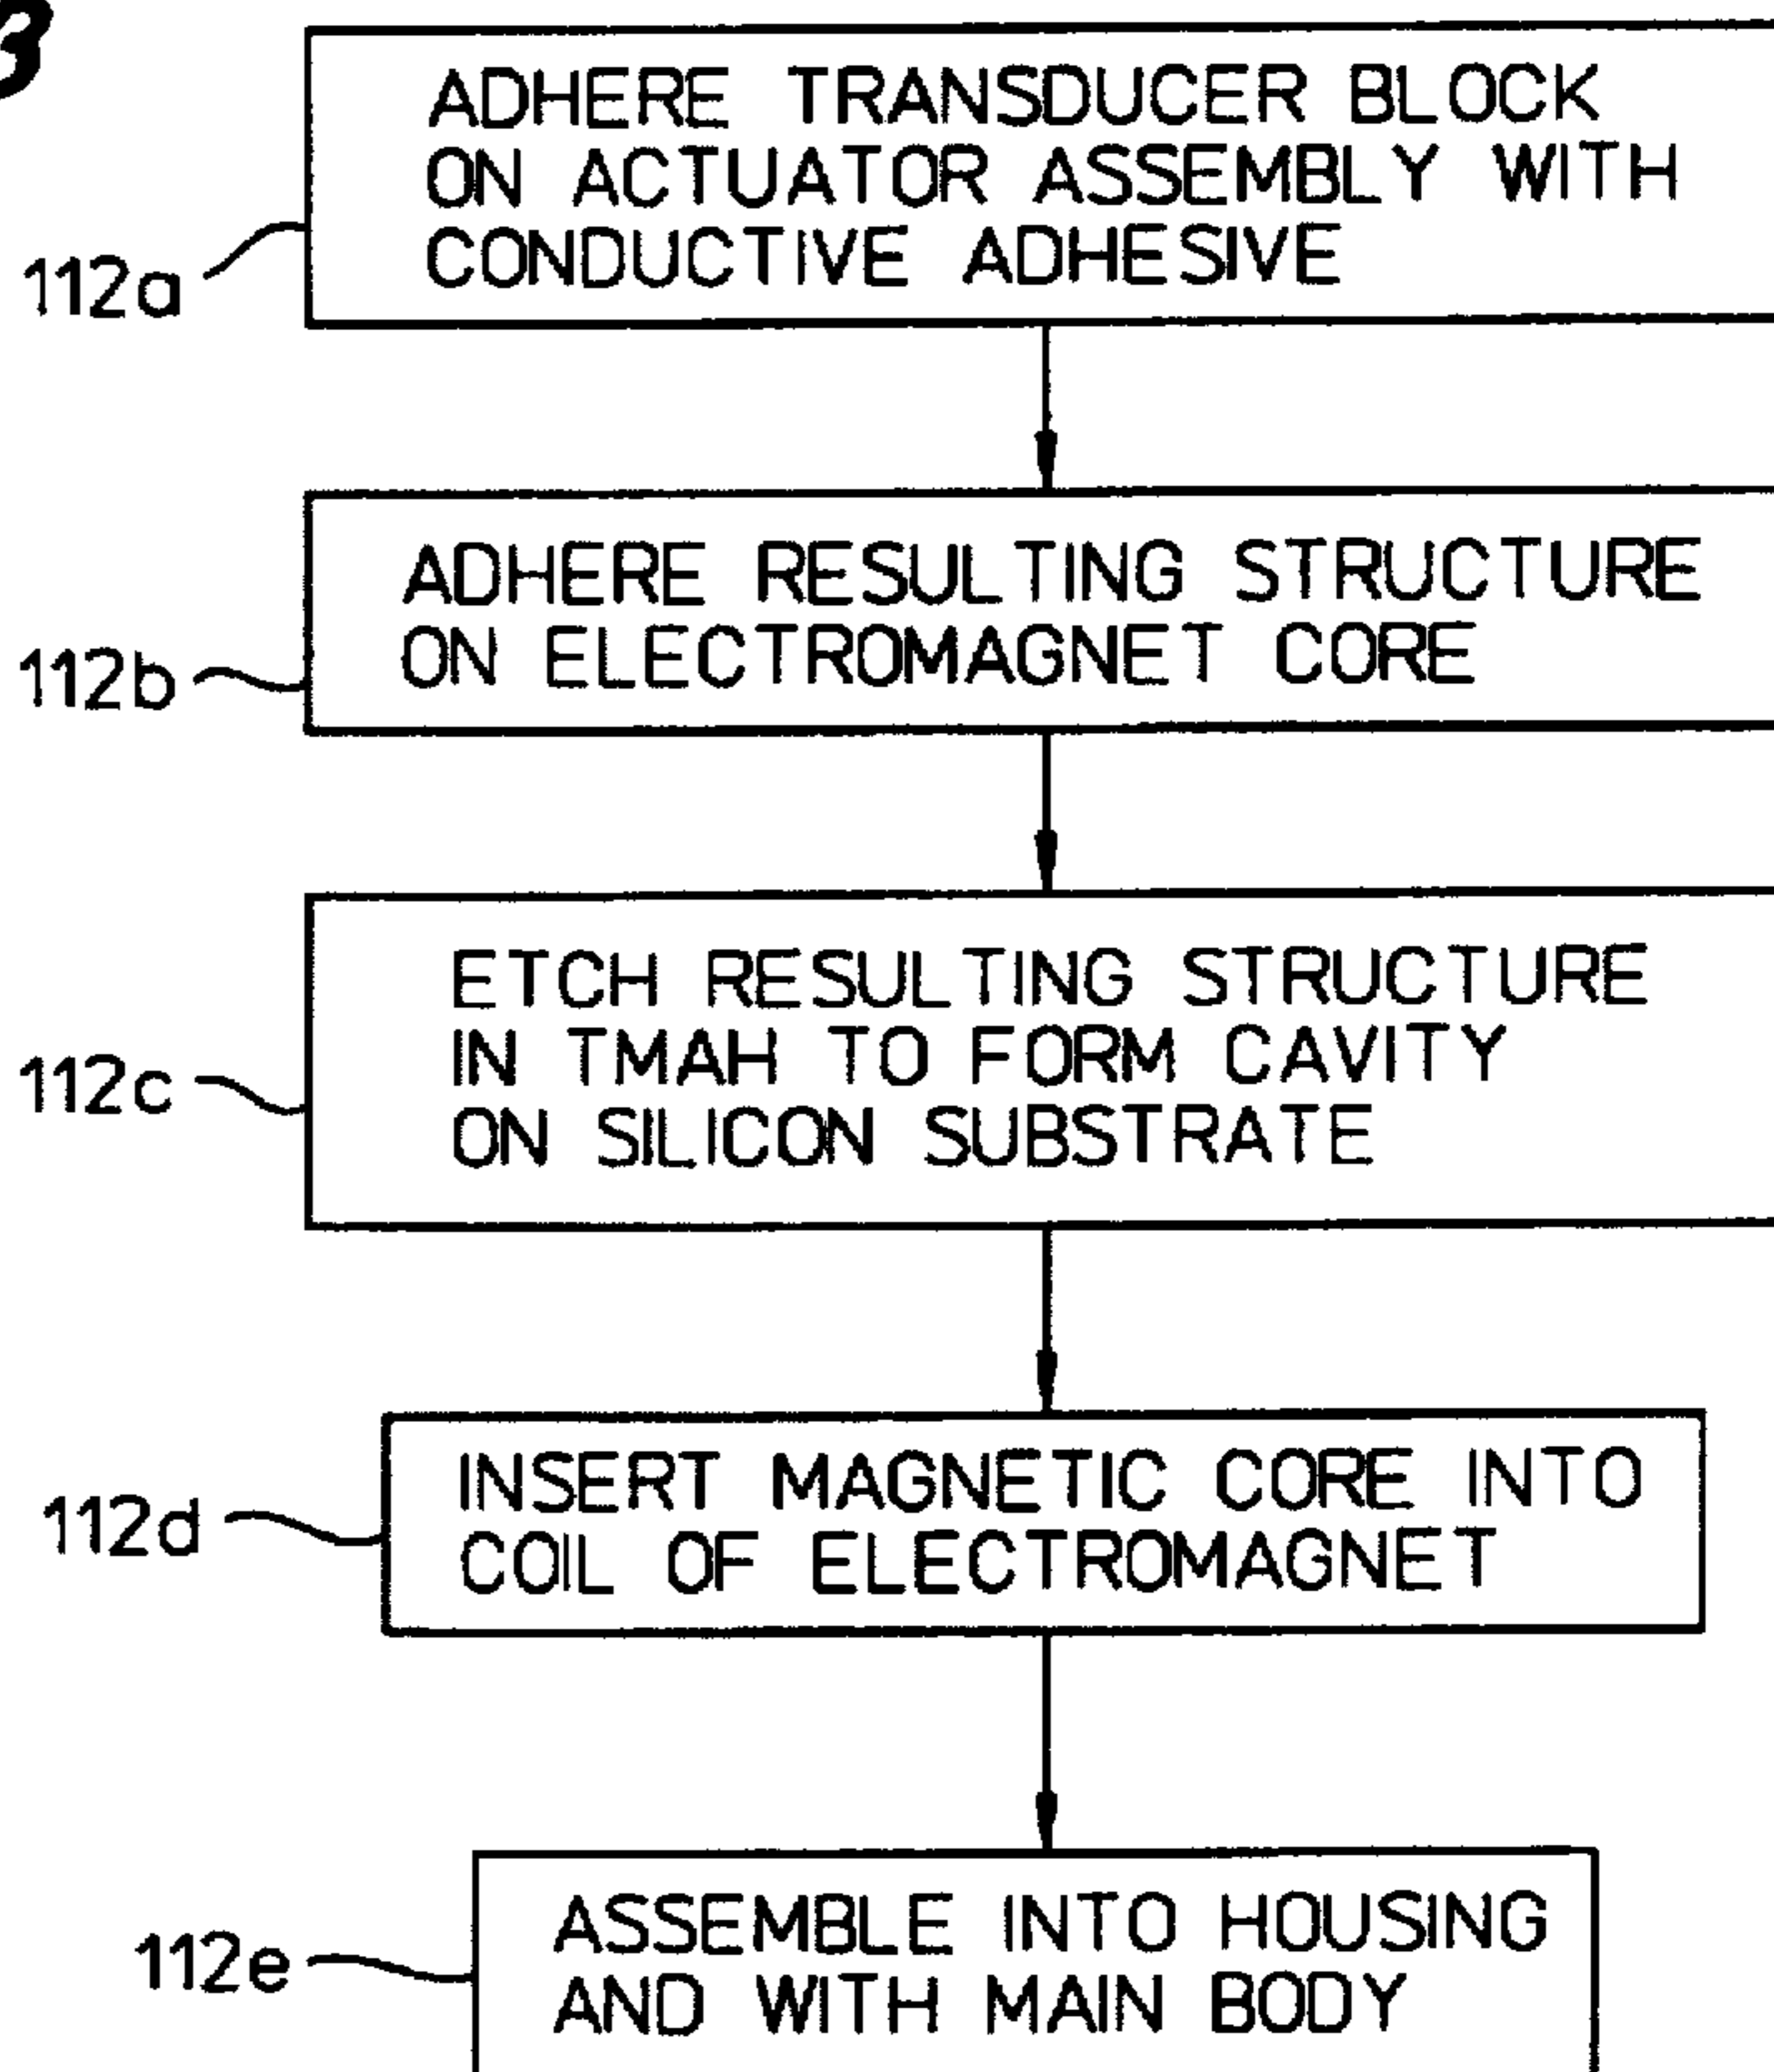 ADHERE TRANSDUCER BLOCK
ON ACTUATOR ASSEMBLY WITH
CONDUCTIVE ADHESIVE
112a
ADHERE RESULTING STRUCTURE
ON ELECTROMAGNET CORE
112b
ETCH RESULTING STRUCTURE
IN TMAH TO FORM CAVITY
ON SILICON SUBSTRATE
112c
INSERT MAGNETIC CORE INTO
COIL OF ELECTROMAGNET
112d
ASSEMBLE INTO HOUSING
AND WITH MAIN BODY
112e